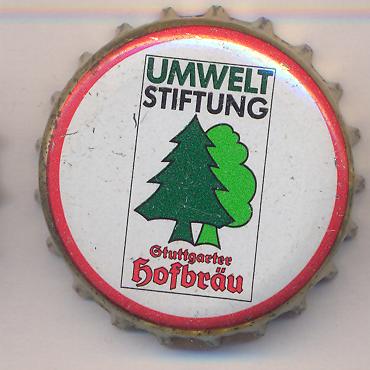 UMWELT
STIFTUNG
Stuttgarter
Hofbräu